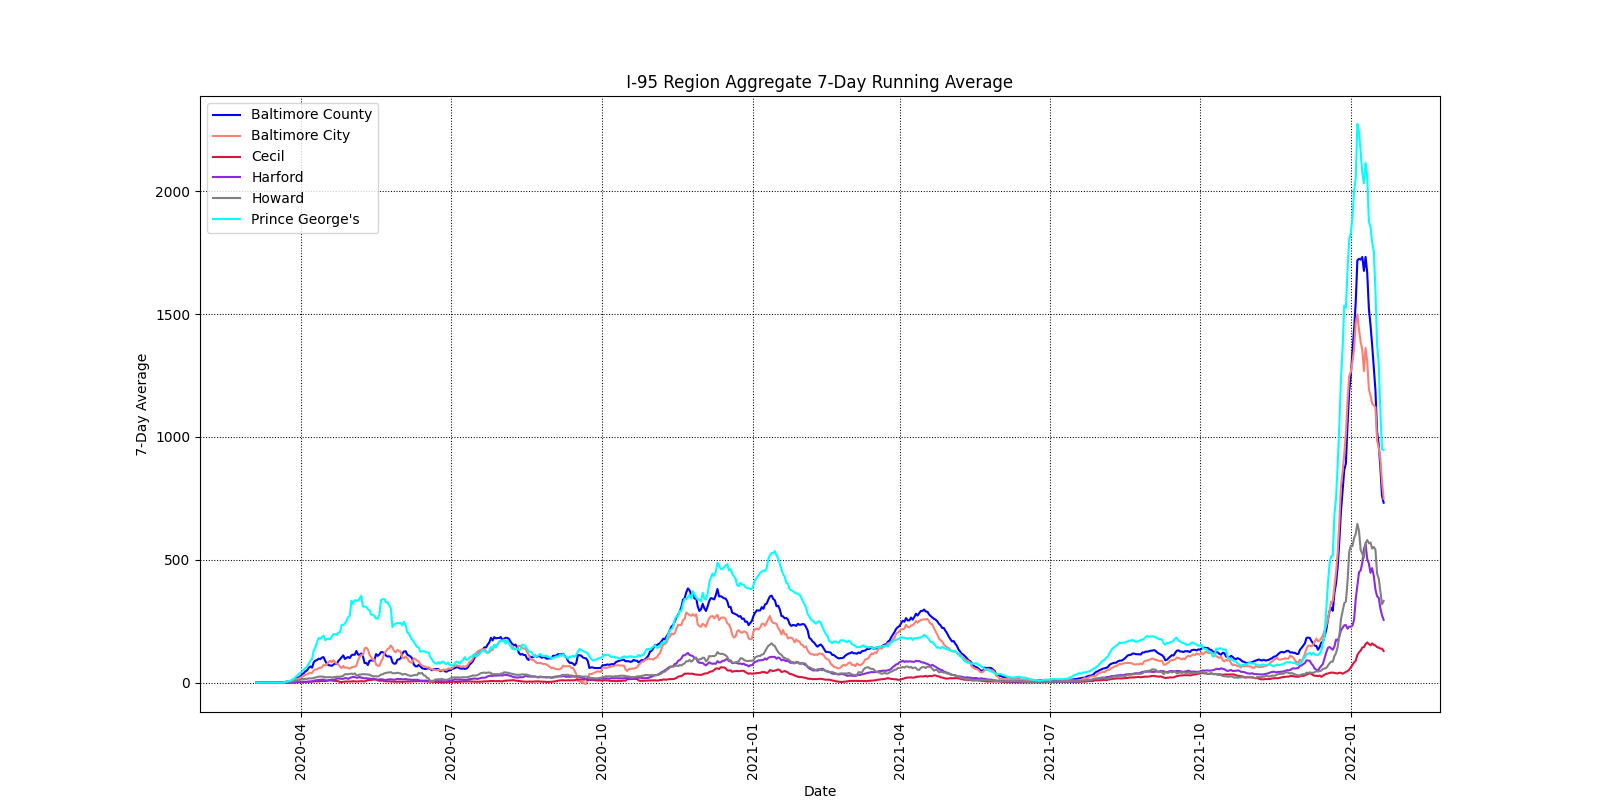 I-95 Region Aggregate 7-Day Running Average
Baltimore County
Baltimore City
Cecil
Harford
Howard
Prince George's
7-Day Average
2000
1500
1000
500
0
2020-04
2020-07
2020-10
2021-01
2021-04
2021-07
2021-10
2022-01
Date